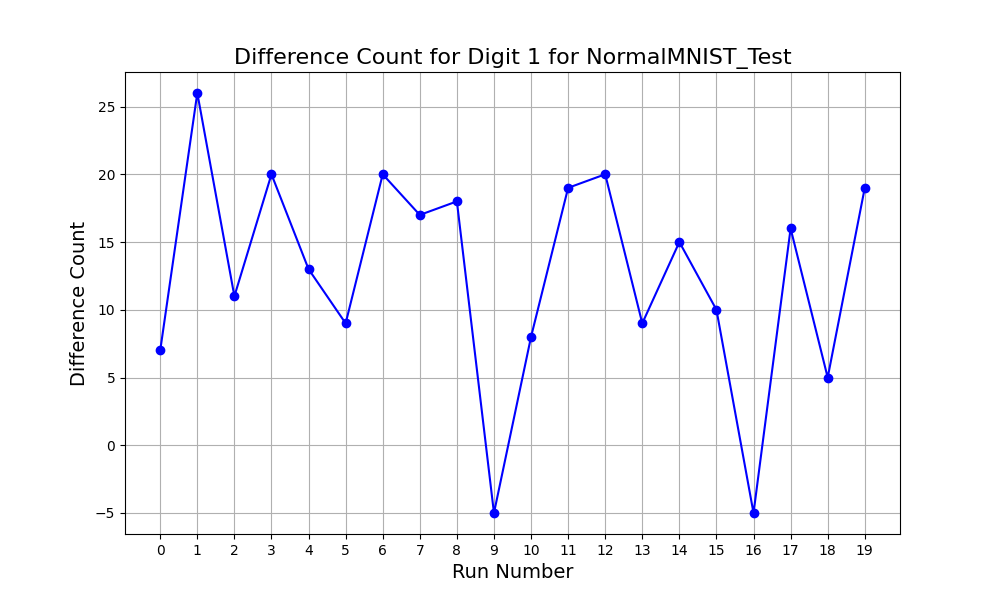 Difference Count for Digit 1 for NormalMNIST_Test
Difference Count
25
20
15
10
5
0
−5
0 1 2 3 4 5 6 7 8 9 10 11 12 13 14 15 16 17 18 19
Run Number